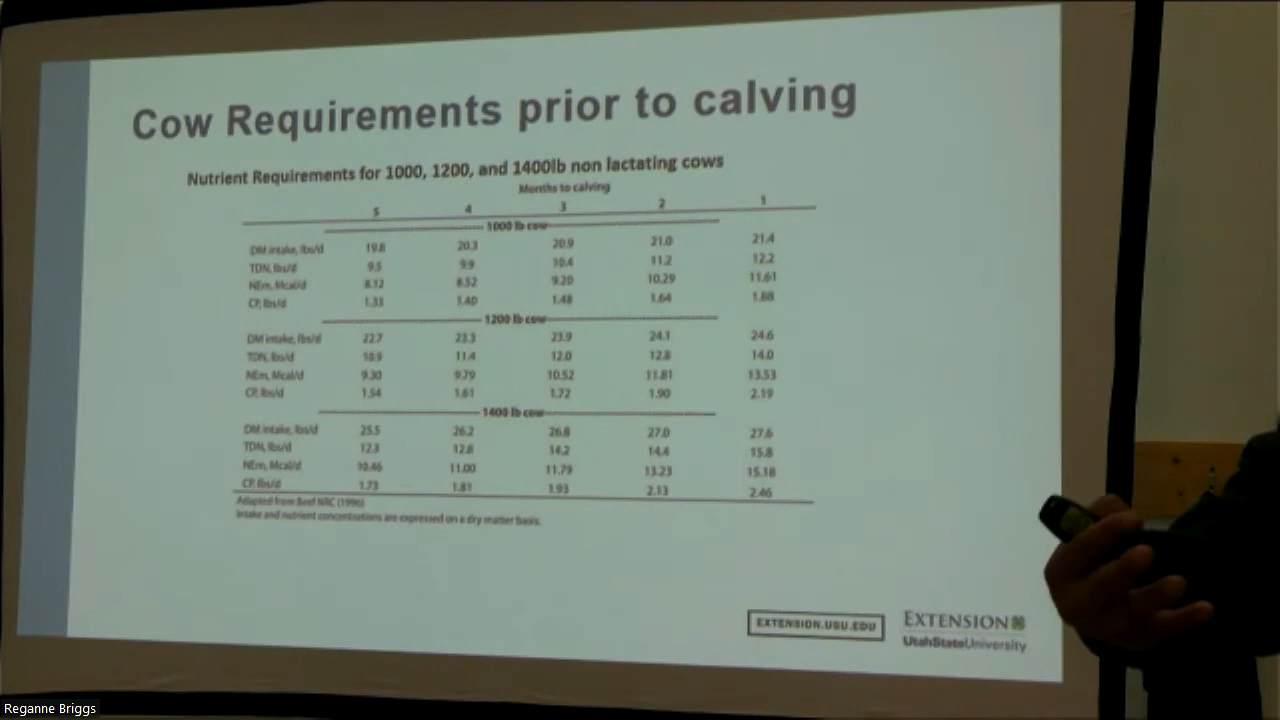 Cow Requirements prior to calving
Nutrient Requirements for 1000, 1200, and 1400lb non lactating cows
Months to calving
5 4 3 2 1
1000 lb cow
DM intake, lbs/d 19.8 20.3 20.9 21.0 21.4
TDN, lbs/d 9.5 9.9 10.4 11.2 12.2
NEm, Mcal/d 8.12 8.52 9.20 10.29 11.61
CP, lbs/d 1.33 1.40 1.48 1.64 1.88
1200 lb cow
DM intake, lbs/d 22.7 23.3 23.9 24.1 24.6
TDN, lbs/d 10.9 11.4 12.0 12.8 14.0
NEm, Mcal/d 9.30 9.79 10.52 11.81 13.53
CP, lbs/d 1.54 1.61 1.72 1.90 2.19
1400 lb cow
DM intake, lbs/d 25.5 26.2 26.8 27.0 27.6
TDN, lbs/d 12.3 12.8 14.2 14.4 15.8
NEm, Mcal/d 10.46 11.00 11.79 13.23 15.18
CP, lbs/d 1.73 1.81 1.93 2.13 2.46
Adapted from Beef NRC (1996)
Intake and nutrient concentrations are expressed on a dry matter basis.
EXTENSION.USU.EDU
EXTENSION
UtahStateUniversity
Reganne Briggs